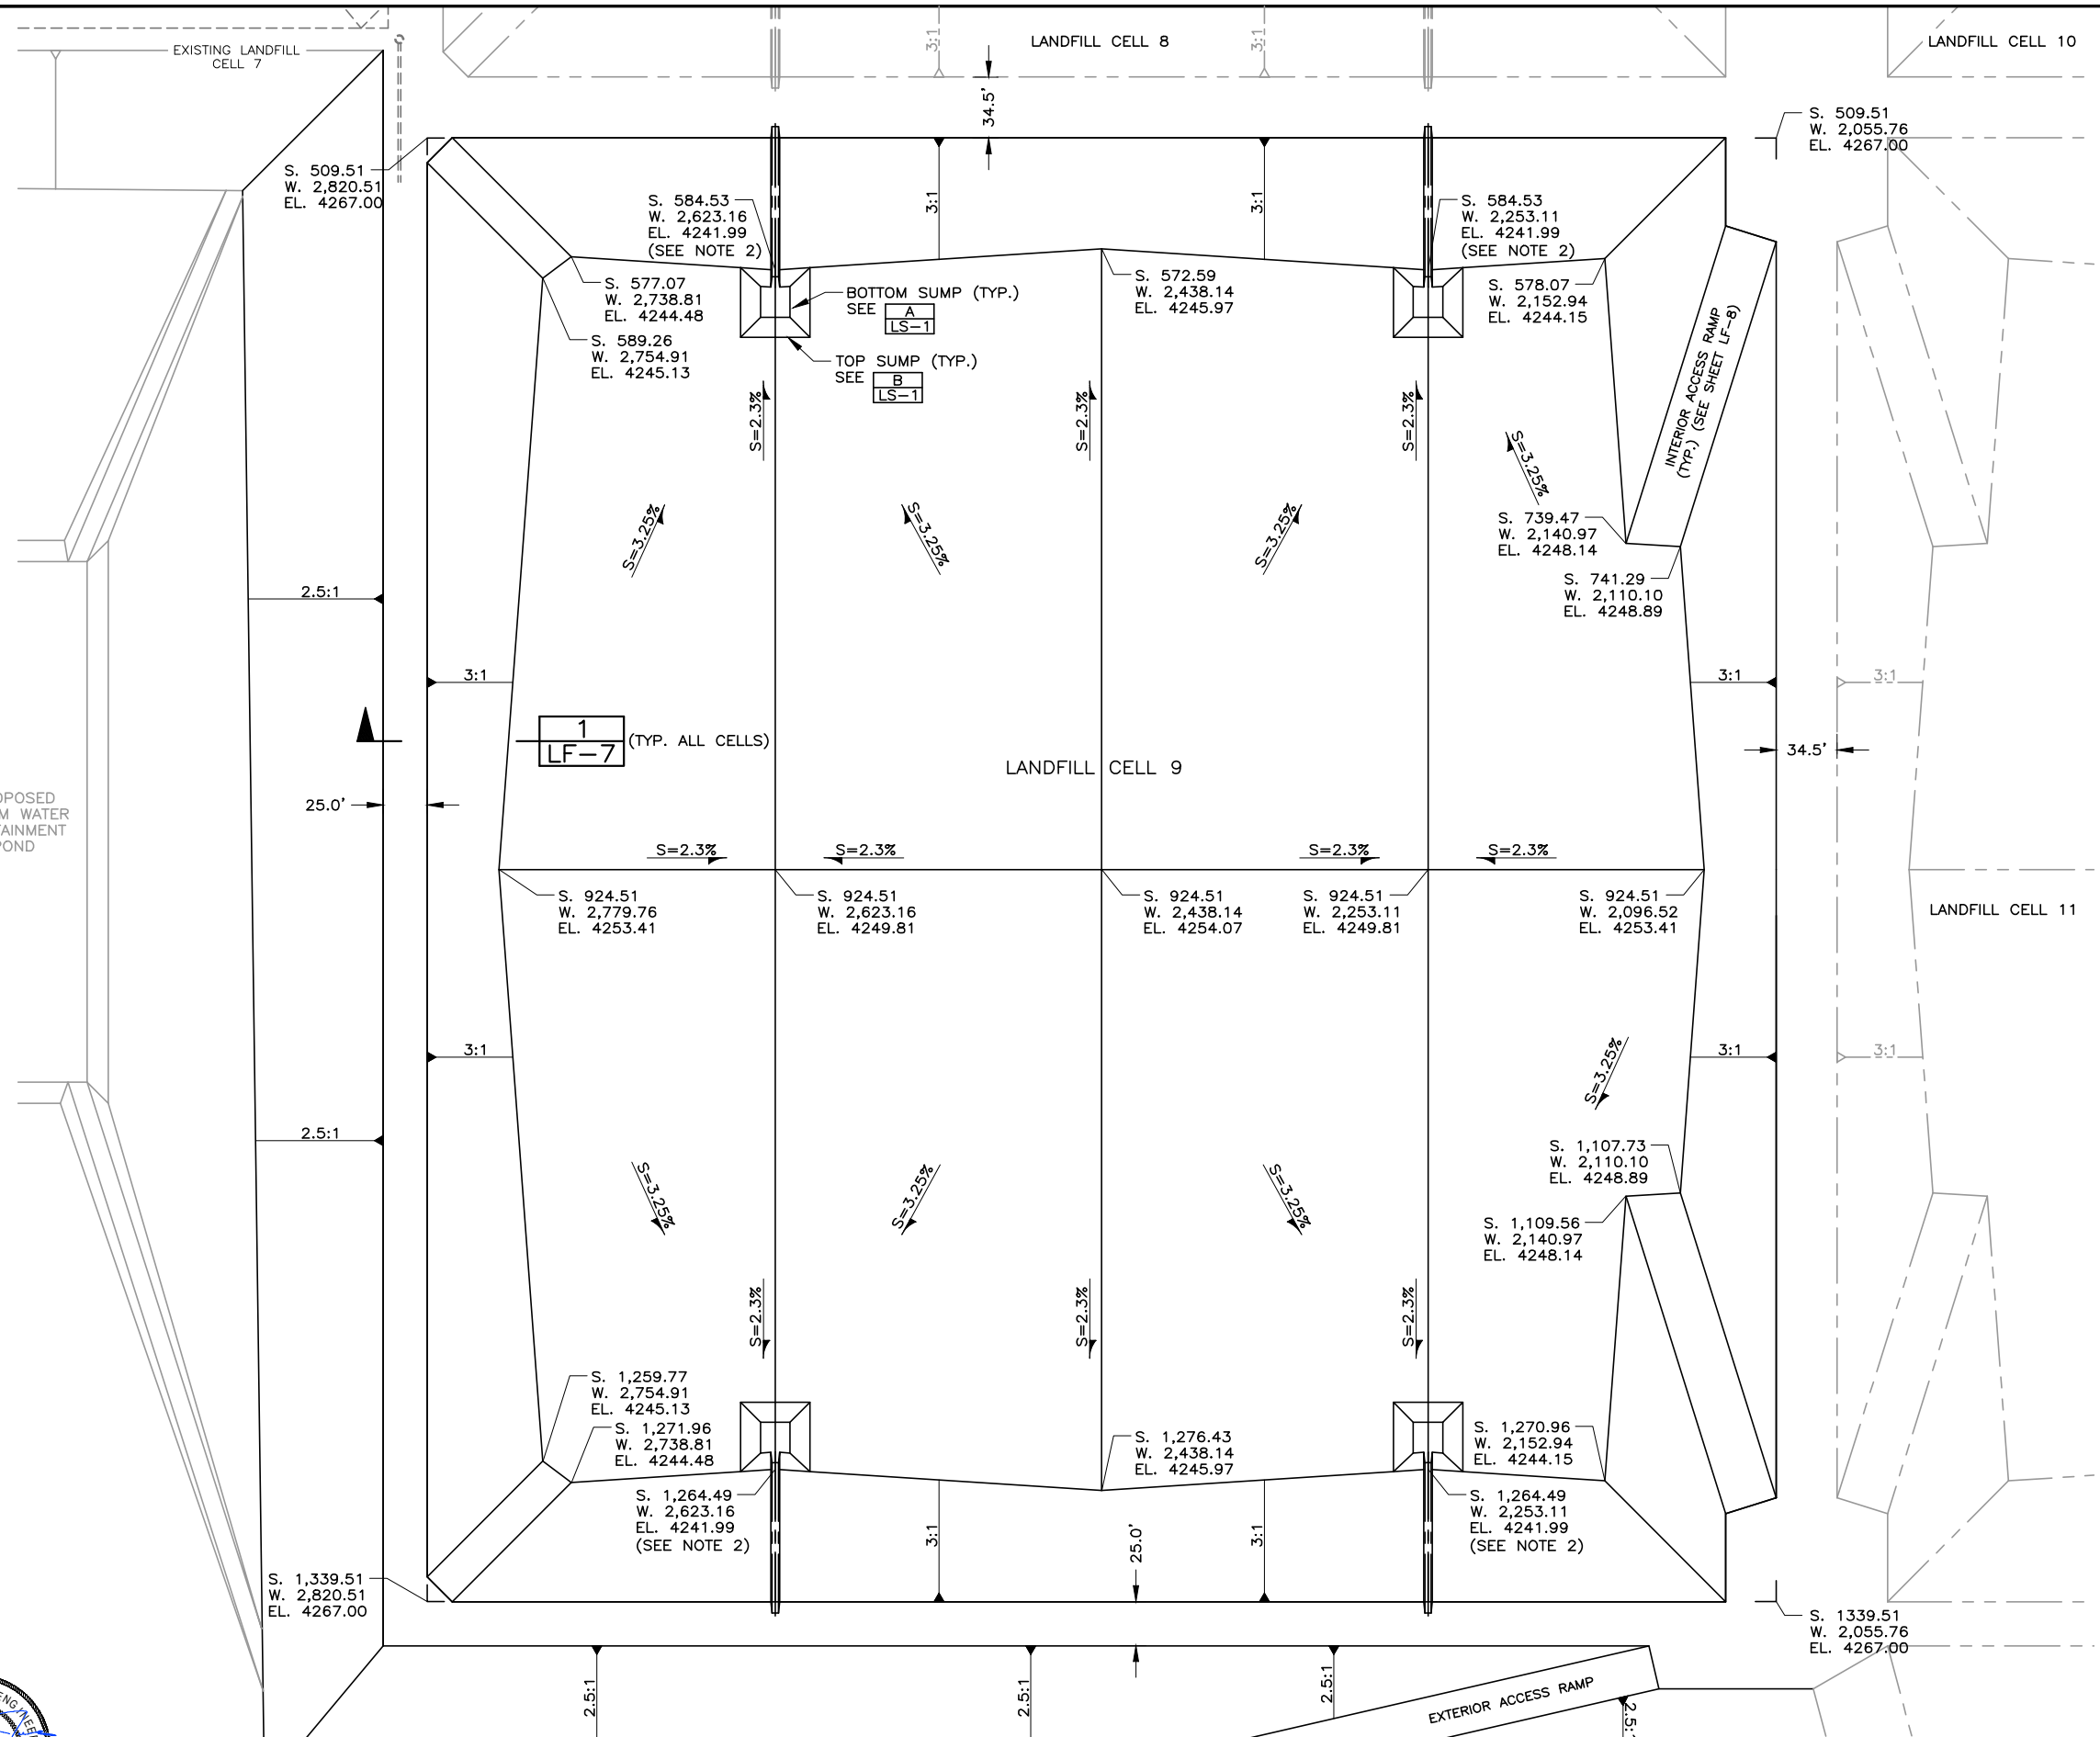 EXISTING LANDFILL
CELL 7
3:1
LANDFILL CELL 8
3:1
LANDFILL CELL 10
34.5'
S. 509.51
W. 2,820.51
EL. 4267.00
S. 509.51
W. 2,055.76
EL. 4267.00
S. 584.53
W. 2,623.16
EL. 4241.99
(SEE NOTE 2)
3:1
3:1
S. 584.53
W. 2,253.11
EL. 4241.99
(SEE NOTE 2)
S. 577.07
W. 2,738.81
EL. 4244.48
BOTTOM SUMP (TYP.)
SEE A
LS-1
S. 572.59
W. 2,438.14
EL. 4245.97
S. 578.07
W. 2,152.94
EL. 4244.15
S. 589.26
W. 2,754.91
EL. 4245.13
TOP SUMP (TYP.)
SEE B
LS-1
INTERIOR ACCESS RAMP
(TYP.) (SEE SHEET LF-8)
S=2.3%
S=2.3%
S=2.3%
S=3.25%
S=3.25%
S=3.25%
S=3.25%
S. 739.47
W. 2,140.97
EL. 4248.14
S. 741.29
W. 2,110.10
EL. 4248.89
2.5:1
3:1
3:1
3:1
1
LF-7
(TYP. ALL CELLS)
LANDFILL CELL 9
34.5'
OPOSED
M WATER
TAINMENT
POND
25.0'
S=2.3%
S=2.3%
S=2.3%
S=2.3%
S. 924.51
W. 2,779.76
EL. 4253.41
S. 924.51
W. 2,623.16
EL. 4249.81
S. 924.51
W. 2,438.14
EL. 4254.07
S. 924.51
W. 2,253.11
EL. 4249.81
S. 924.51
W. 2,096.52
EL. 4253.41
LANDFILL CELL 11
3:1
3:1
3:1
S=3.25%
2.5:1
S. 1,107.73
W. 2,110.10
EL. 4248.89
S=3.25%
S=3.25%
S=3.25%
S. 1,109.56
W. 2,140.97
EL. 4248.14
S=2.3%
S=2.3%
S=2.3%
S. 1,259.77
W. 2,754.91
EL. 4245.13
S. 1,271.96
W. 2,738.81
EL. 4244.48
S. 1,276.43
W. 2,438.14
EL. 4245.97
S. 1,270.96
W. 2,152.94
EL. 4244.15
S. 1,264.49
W. 2,623.16
EL. 4241.99
(SEE NOTE 2)
3:1
25.0'
3:1
S. 1,264.49
W. 2,253.11
EL. 4241.99
(SEE NOTE 2)
S. 1,339.51
W. 2,820.51
EL. 4267.00
S. 1339.51
W. 2,055.76
EL. 4267.00
2.5:1
2.5:1
2.5:1
EXTERIOR ACCESS RAMP
2.5: